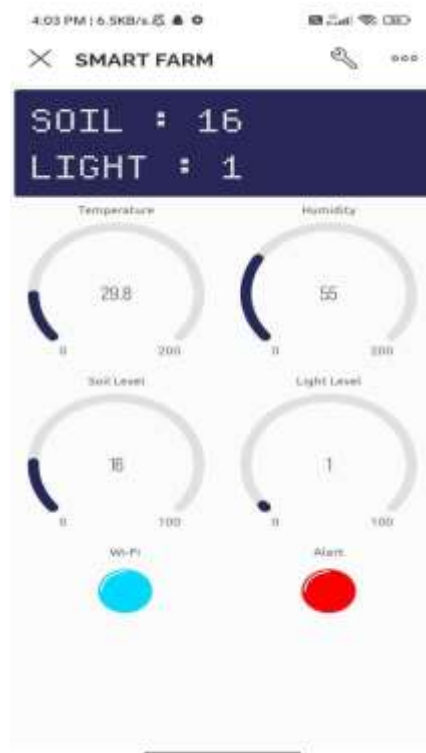 4:03 PM | 6.5KB/s
SMART FARM
SOIL : 16
LIGHT : 1
Temperature
Humidity
29.8
55
0
200
0
200
Soil Level
Light Level
16
1
0
100
0
100
Wi-Fi
Alert